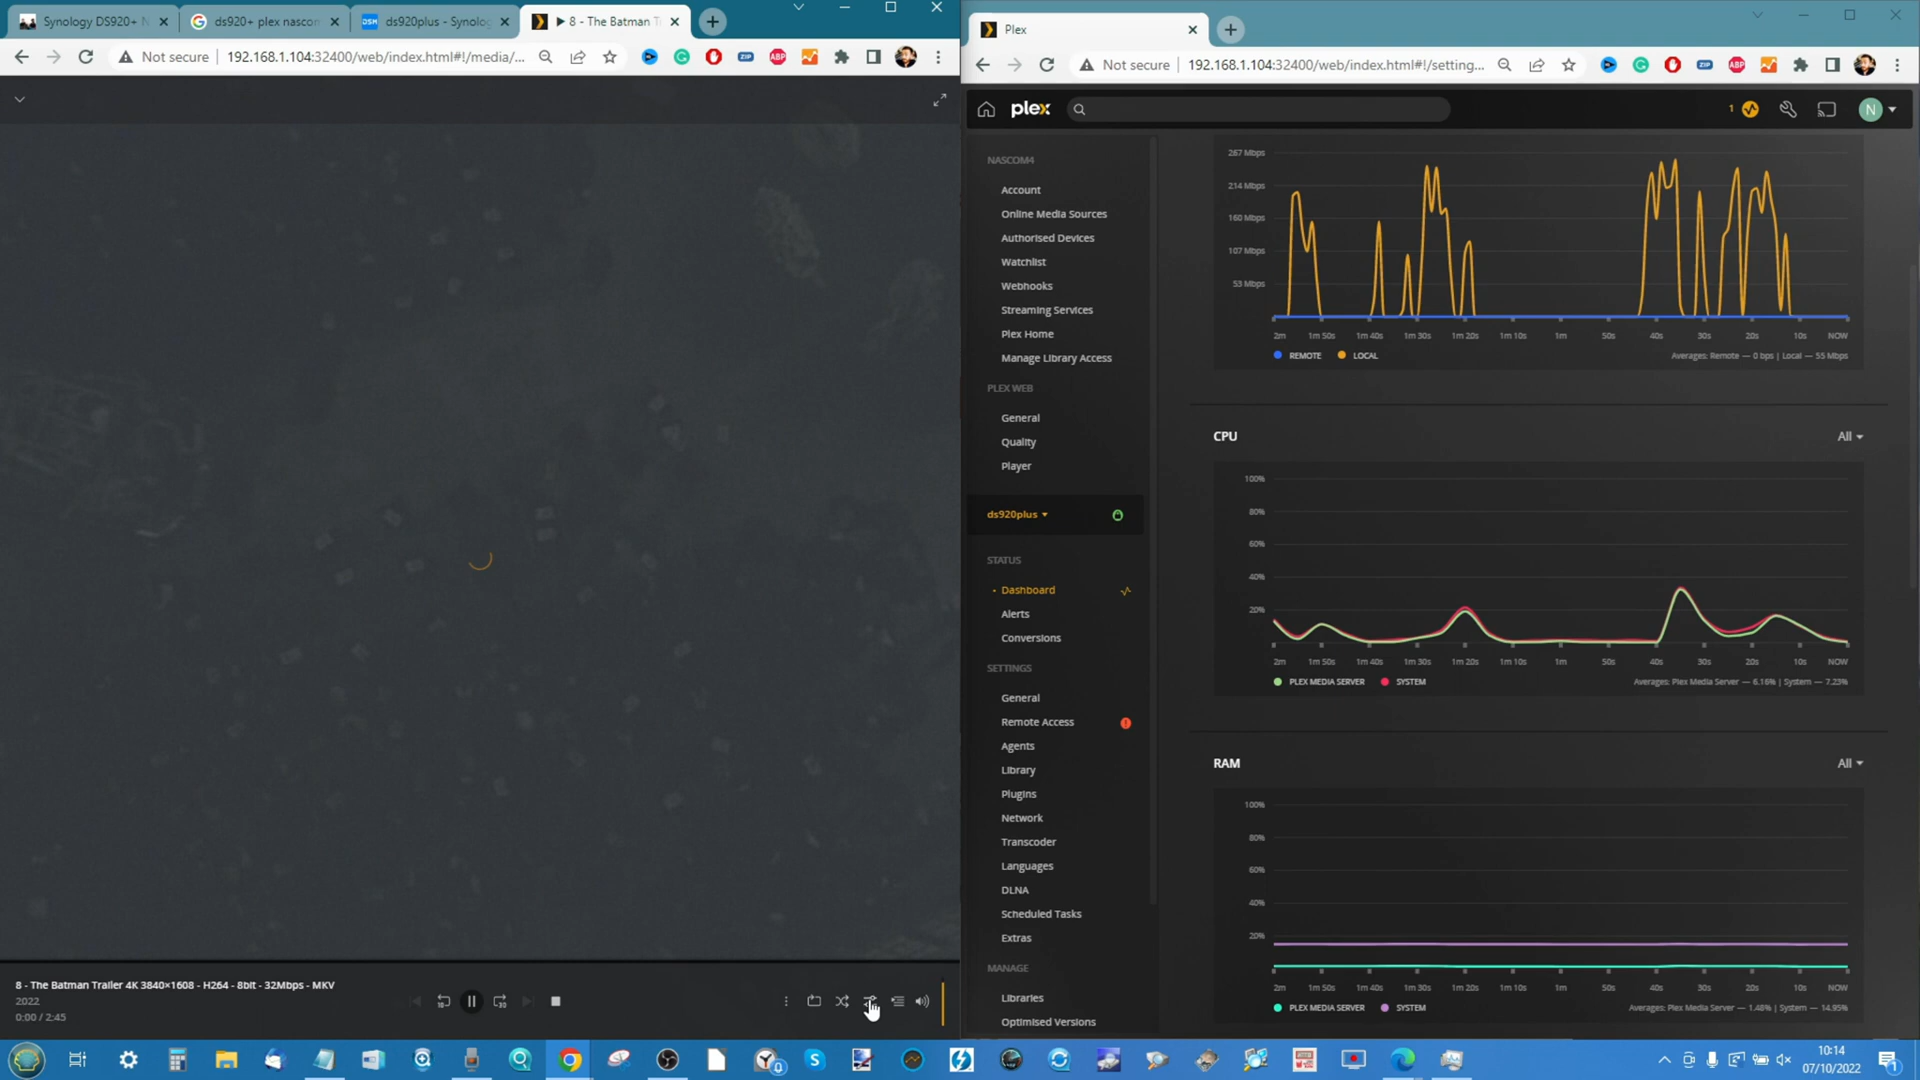 Synology DS920+ N
ds920+ plex nascom
DSM ds920plus - Synolog
8 - The Batman T
Not secure 192.168.1.104:32400/web/index.html#!/media/...
ABP
8 - The Batman Trailer 4K 3840×1608 - H264 - 8bit - 32Mbps - MKV
2022
0:00 / 2:45
Plex
Not secure 192.168.1.104:32400/web/index.html#!/setting...
ABP
plex
1
N
NASCOM4
Account
Online Media Sources
Authorised Devices
Watchlist
Webhooks
Streaming Services
Plex Home
Manage Library Access
PLEX WEB
General
Quality
Player
ds920plus
STATUS
Dashboard
Alerts
Conversions
SETTINGS
General
Remote Access
Agents
Library
Plugins
Network
Transcoder
Languages
DLNA
Scheduled Tasks
Extras
MANAGE
Libraries
Optimised Versions
267 Mbps
214 Mbps
160 Mbps
107 Mbps
53 Mbps
2m 1m 50s 1m 40s 1m 30s 1m 20s 1m 10s 1m 50s 40s 30s 20s 10s NOW
REMOTE LOCAL Averages: Remote — 0 bps | Local — 55 Mbps
CPU All
100%
80%
60%
40%
20%
2m 1m 50s 1m 40s 1m 30s 1m 20s 1m 10s 1m 50s 40s 30s 20s 10s NOW
PLEX MEDIA SERVER SYSTEM Averages: Plex Media Server — 6.16% | System — 7.23%
RAM All
100%
80%
60%
40%
20%
2m 1m 50s 1m 40s 1m 30s 1m 20s 1m 10s 1m 50s 40s 30s 20s 10s NOW
PLEX MEDIA SERVER SYSTEM Averages: Plex Media Server — 1.48% | System — 14.95%
10:14
07/10/2022